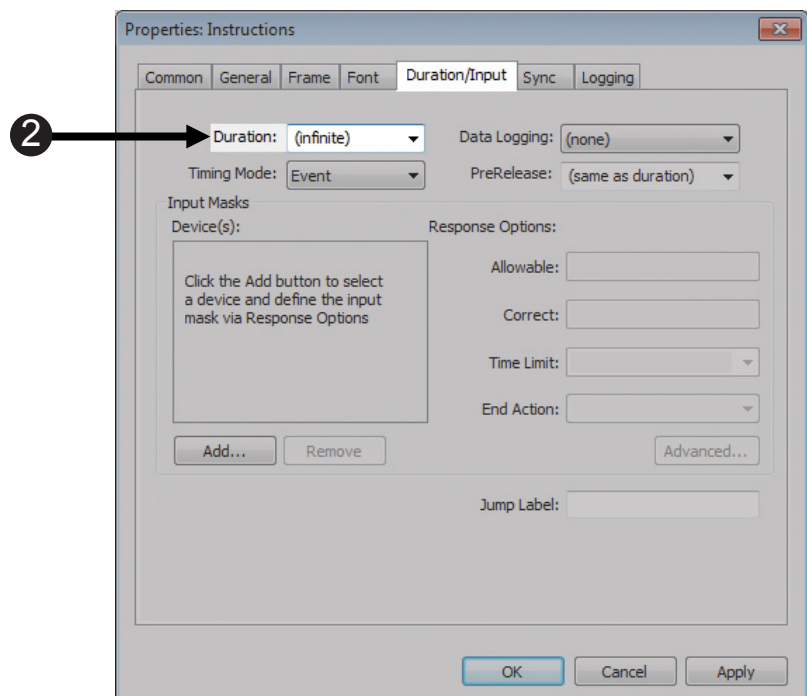 Properties: Instructions
Common General Frame Font Duration/Input Sync Logging
2 Duration: (infinite) Data Logging: (none)
Timing Mode: Event PreRelease: (same as duration)
Input Masks
Device(s): Response Options:
Click the Add button to select
a device and define the input
mask via Response Options
Allowable:
Correct:
Time Limit:
End Action:
Add... Remove Advanced...
Jump Label:
OK Cancel Apply